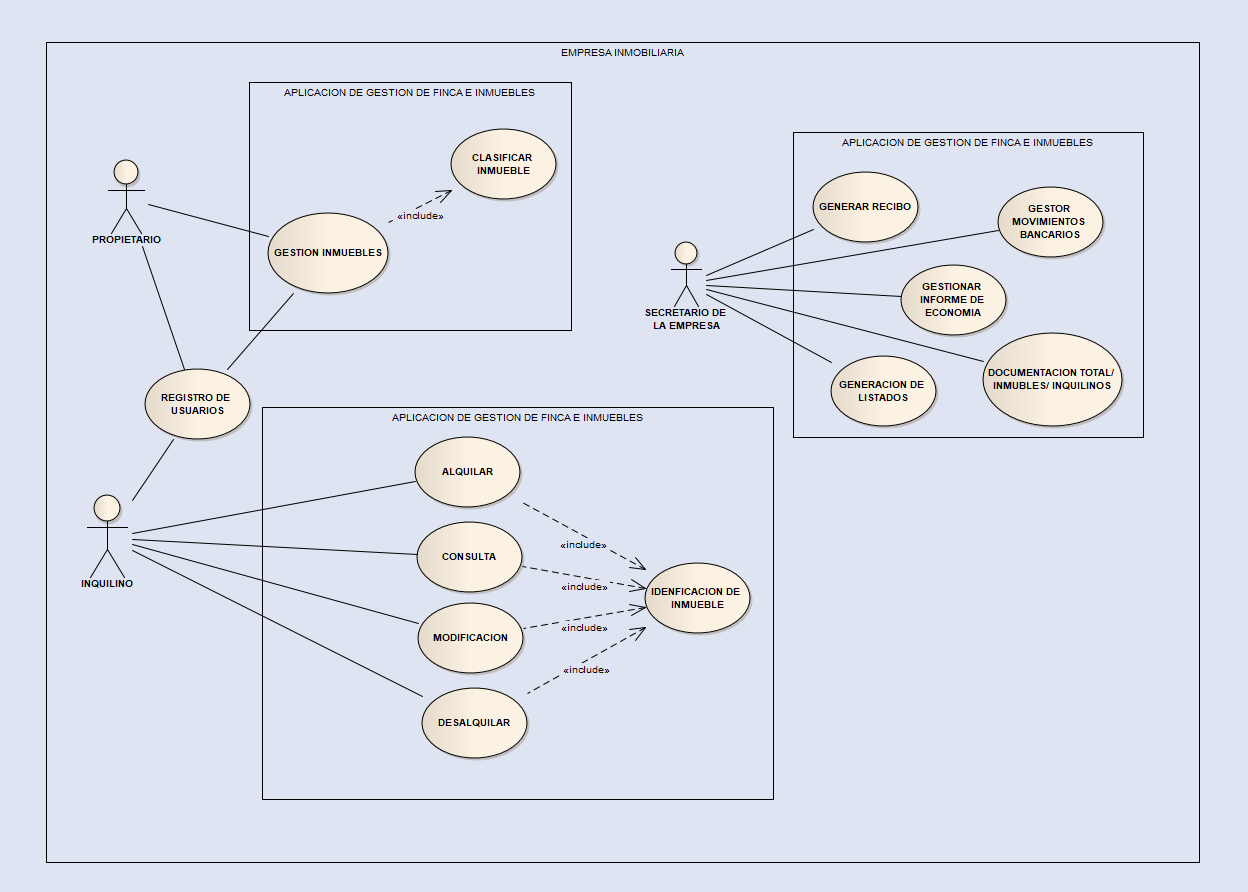 EMPRESA INMOBILIARIA
APLICACION DE GESTION DE FINCA E INMUEBLES
CLASIFICAR
INMUEBLE
«include»
GESTION INMUEBLES
PROPIETARIO
APLICACION DE GESTION DE FINCA E INMUEBLES
GENERAR RECIBO
GESTOR
MOVIMIENTOS
BANCARIOS
GESTIONAR
INFORME DE
ECONOMIA
SECRETARIO DE
LA EMPRESA
DOCUMENTACION TOTAL/
INMUBLES/ INQUILINOS
GENERACION DE
LISTADOS
REGISTRO DE
USUARIOS
APLICACION DE GESTION DE FINCA E INMUEBLES
ALQUILAR
«include»
CONSULTA
«include»
IDENFICACION DE
INMUEBLE
INQUILINO
MODIFICACION
«include»
«include»
DESALQUILAR